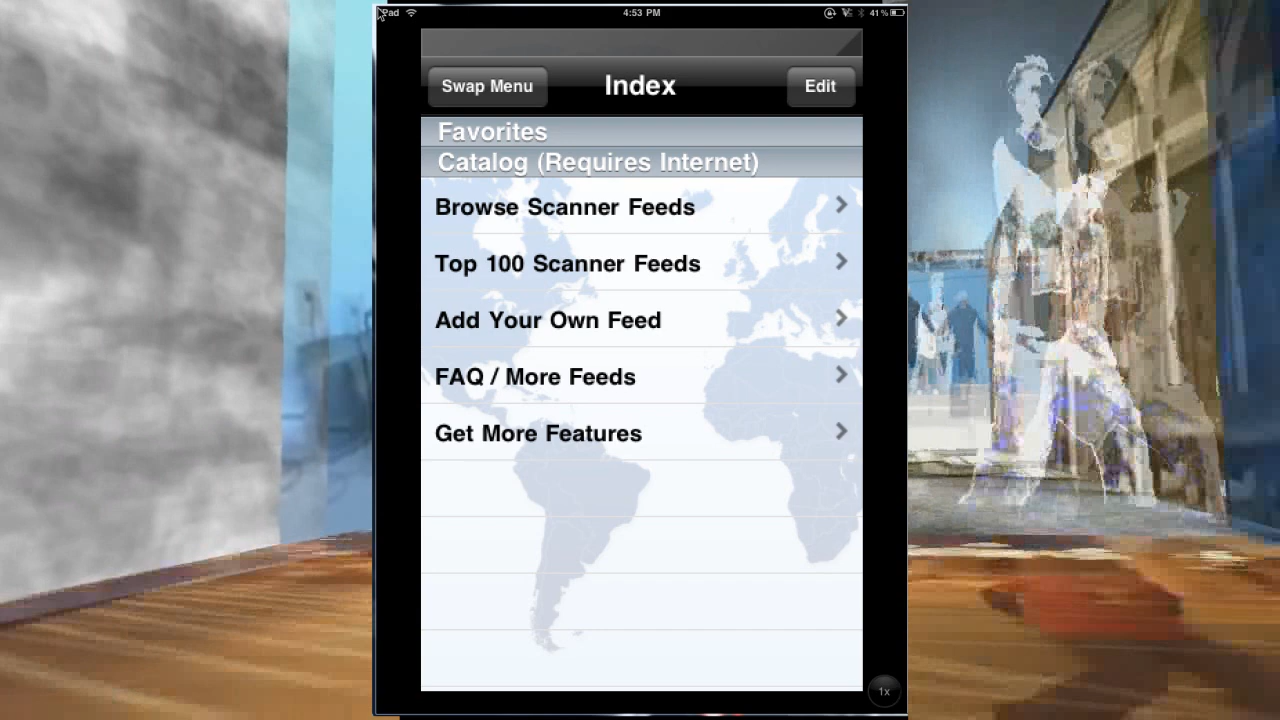 iPad 4:53 PM 41%
Swap Menu Index Edit
Favorites
Catalog (Requires Internet)
Browse Scanner Feeds
Top 100 Scanner Feeds
Add Your Own Feed
FAQ / More Feeds
Get More Features
1x